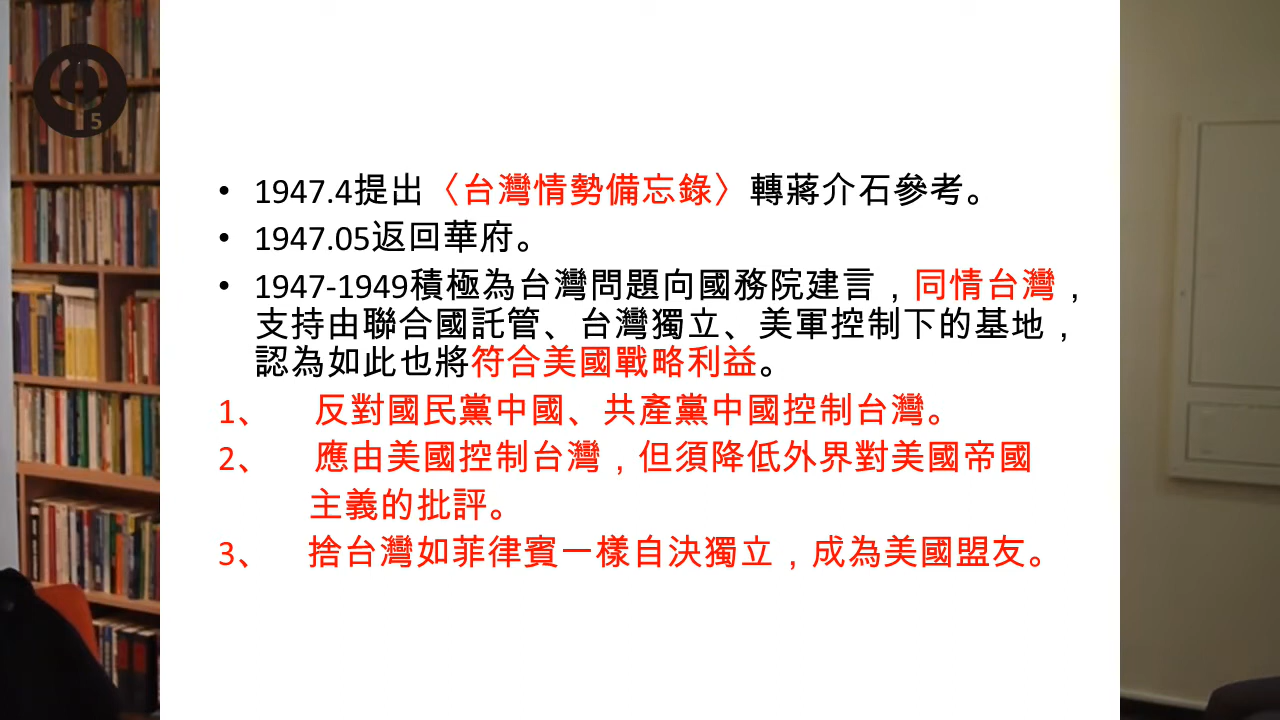 5
• 1947.4提出〈台灣情勢備忘錄〉轉蔣介石參考。
• 1947.05返回華府。
• 1947-1949積極為台灣問題向國務院建言，同情台灣，
支持由聯合國託管、台灣獨立、美軍控制下的基地，
認為如此也將符合美國戰略利益。
1、 反對國民黨中國、共產黨中國控制台灣。
2、 應由美國控制台灣，但須降低外界對美國帝國
主義的批評。
3、 捨台灣如菲律賓一樣自決獨立，成為美國盟友。